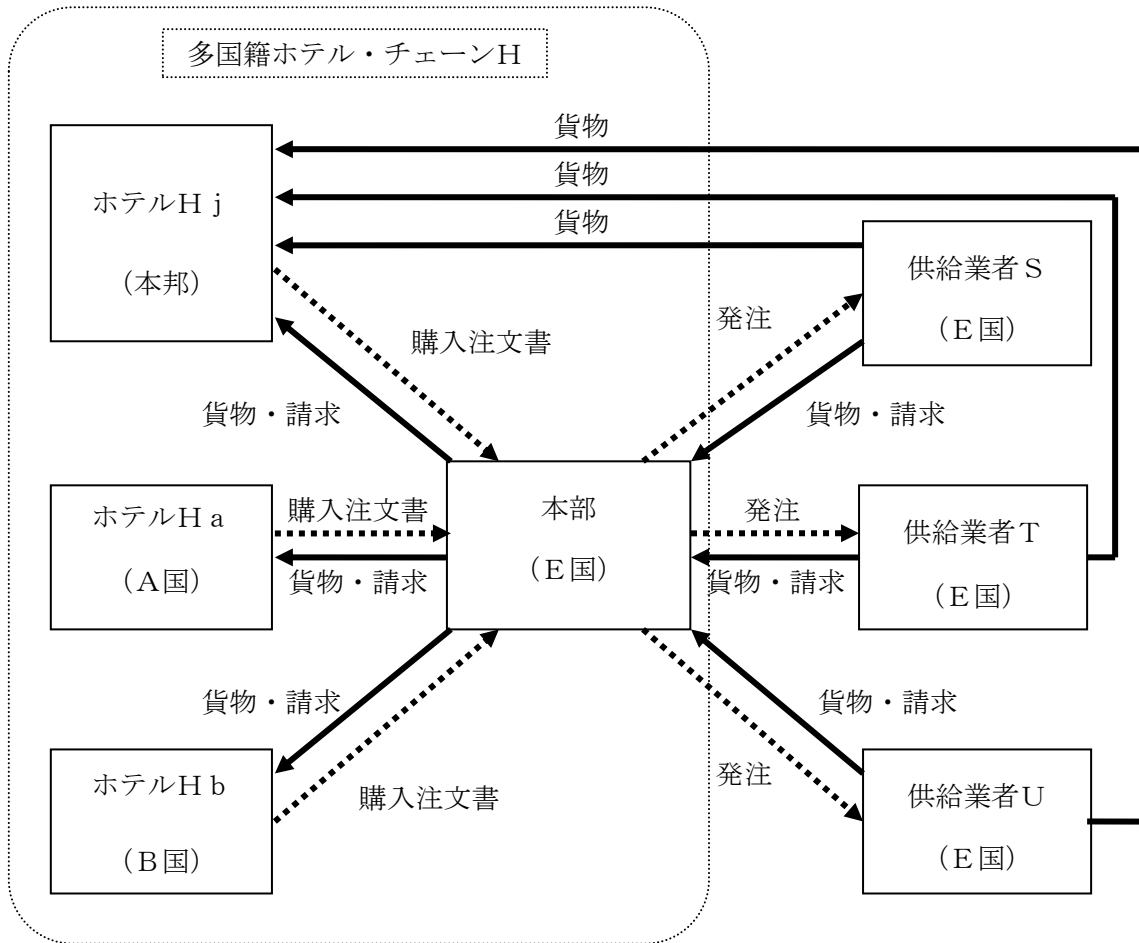 多国籍ホテル・チェーンH
貨物
ホテルHj
(本邦)
貨物
貨物
供給業者S
(E国)
発注
購入注文書
貨物・請求
貨物・請求
ホテルHa
(A国)
購入注文書
貨物・請求
本部
(E国)
発注
貨物・請求
供給業者T
(E国)
貨物・請求
貨物・請求
ホテルHb
(B国)
購入注文書
発注
供給業者U
(E国)